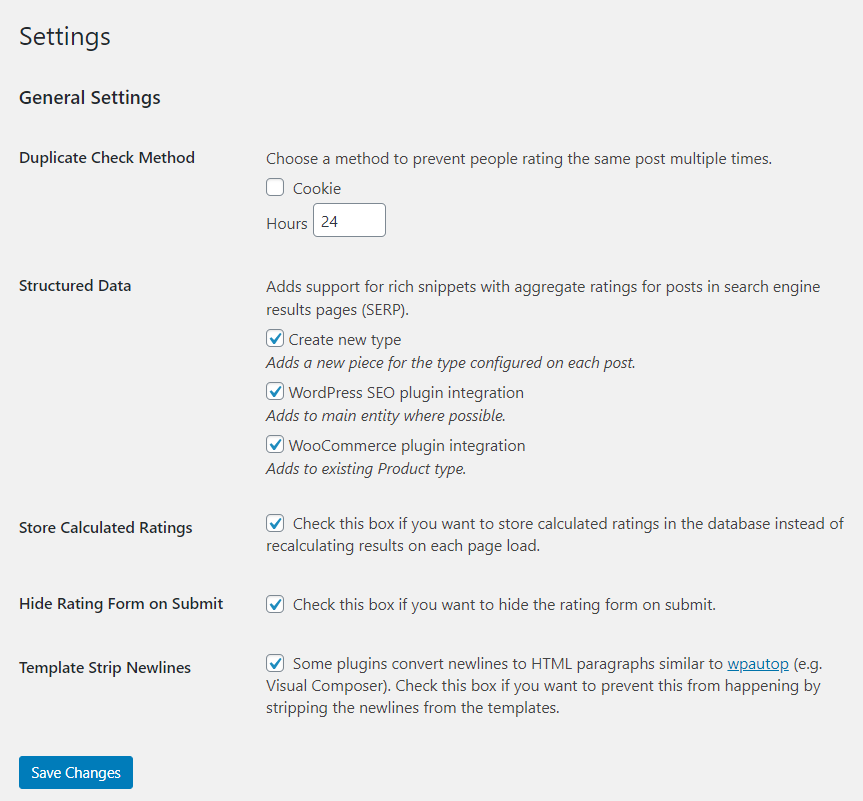 Settings
General Settings
Duplicate Check Method
Choose a method to prevent people rating the same post multiple times.
Cookie
Hours 24
Structured Data
Adds support for rich snippets with aggregate ratings for posts in search engine
results pages (SERP).
Create new type
Adds a new piece for the type configured on each post.
WordPress SEO plugin integration
Adds to main entity where possible.
WooCommerce plugin integration
Adds to existing Product type.
Store Calculated Ratings
Check this box if you want to store calculated ratings in the database instead of
recalculating results on each page load.
Hide Rating Form on Submit
Check this box if you want to hide the rating form on submit.
Template Strip Newlines
Some plugins convert newlines to HTML paragraphs similar to wpautop (e.g.
Visual Composer). Check this box if you want to prevent this from happening by
stripping the newlines from the templates.
Save Changes